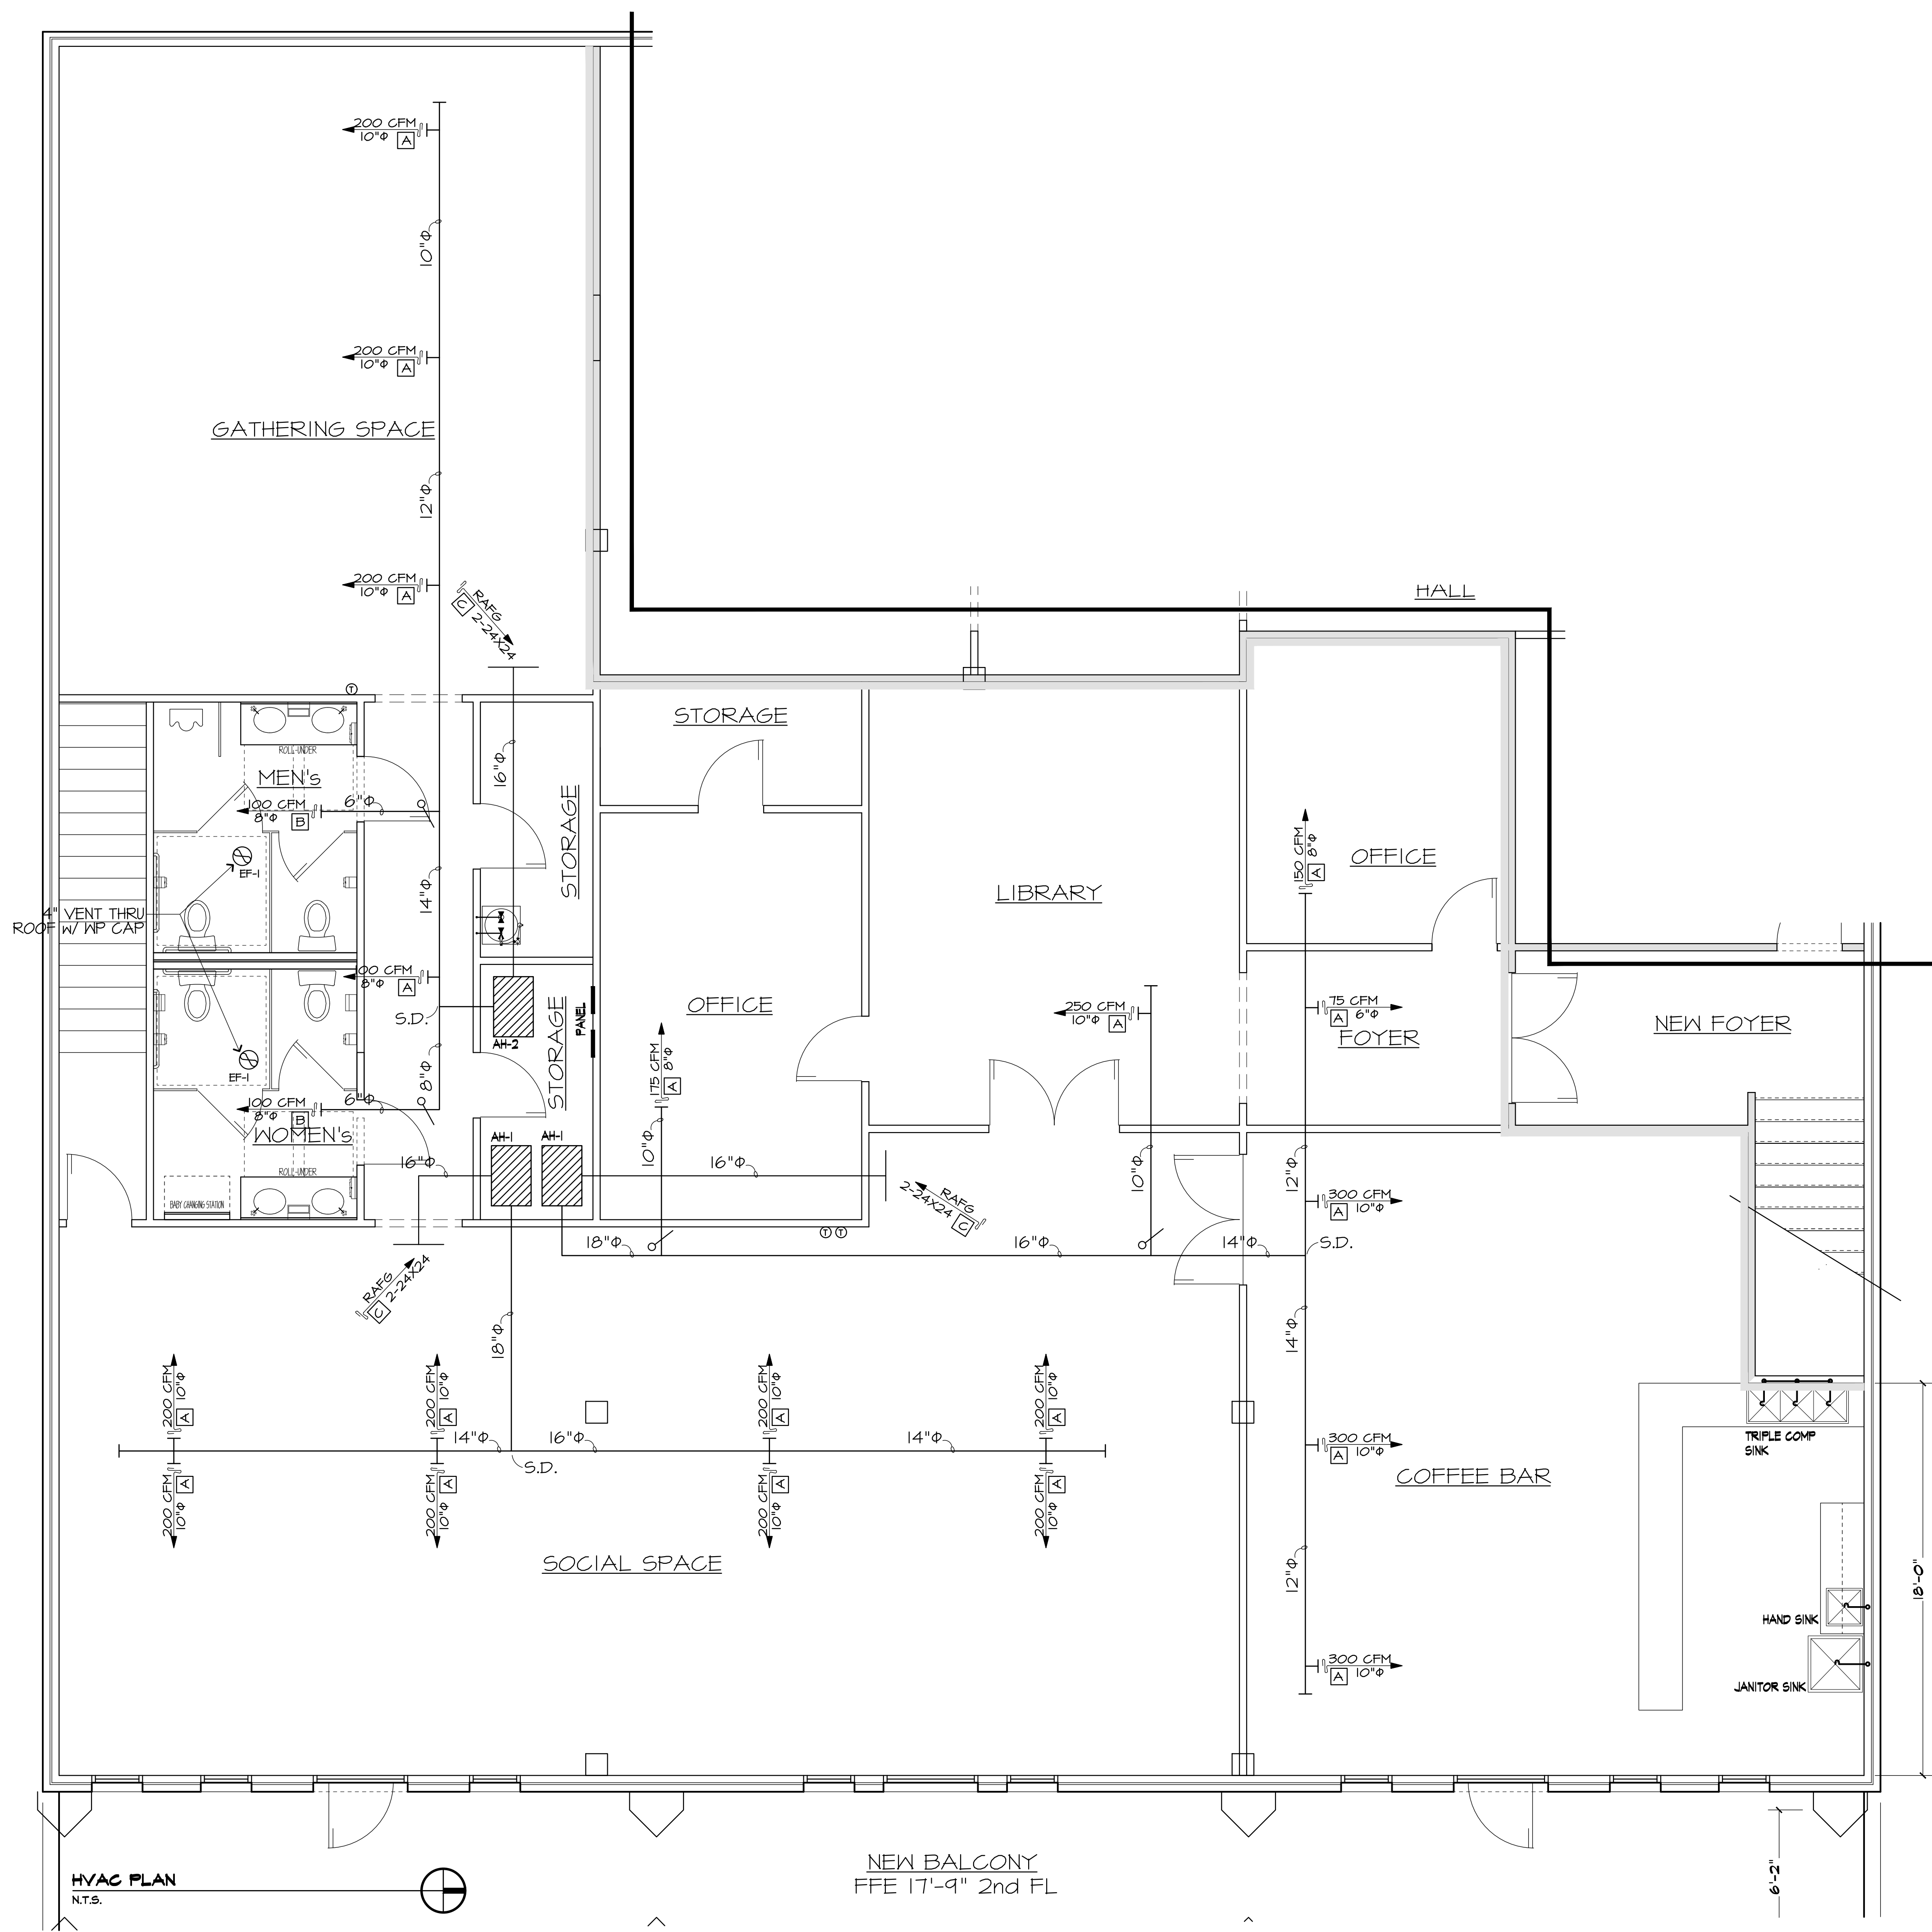 200 CFM
10"Φ A
10"Φ
200 CFM
10"Φ A
GATHERING SPACE
12"Φ
200 CFM
10"Φ A
RAFG
C 2-24X24
HALL
T
STORAGE
ROLL-UNDER
MEN's
16"Φ
STORAGE
100 CFM
8"Φ B
6"Φ
EF-1
14"Φ
4" VENT THRU
ROOF W/ WP CAP
150 CFM
8"Φ A
OFFICE
LIBRARY
00 CFM
8"Φ A
S.D.
AH-2
STORAGE
PANEL
OFFICE
250 CFM
10"Φ A
75 CFM
A 6"Φ
FOYER
NEW FOYER
EF-1
8"Φ
175 CFM
8"Φ A
100 CFM
8"Φ B
6"Φ
WOMEN's
ROLL-UNDER
BABY CHANGING STATION
16"Φ
AH-1
AH-1
10"Φ
16"Φ
RAFG
2-24X24 C
10"Φ
12"Φ
300 CFM
A 10"Φ
T T
18"Φ
16"Φ
14"Φ
S.D.
RAFG
C 2-24X24
18"Φ
14"Φ
200 CFM
10"Φ A
200 CFM
10"Φ A
200 CFM
10"Φ A
200 CFM
10"Φ A
14"Φ
16"Φ
14"Φ
S.D.
200 CFM
10"Φ A
200 CFM
10"Φ A
200 CFM
10"Φ A
200 CFM
10"Φ A
300 CFM
A 10"Φ
COFFEE BAR
TRIPLE COMP
SINK
SOCIAL SPACE
12"Φ
18'-0"
HAND SINK
300 CFM
A 10"Φ
JANITOR SINK
NEW BALCONY
FFE 17'-9" 2nd FL
6'-2"
HVAC PLAN
N.T.S.